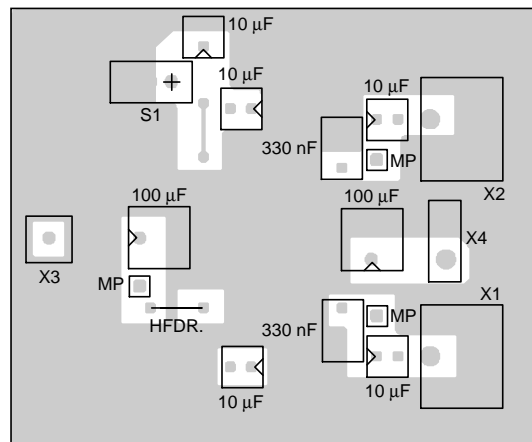 10 µF
10 µF
S1
10 µF
330 nF
MP
X2
100 µF
100 µF
X4
X3
MP
X1
HFDR.
330 nF
MP
10 µF
10 µF